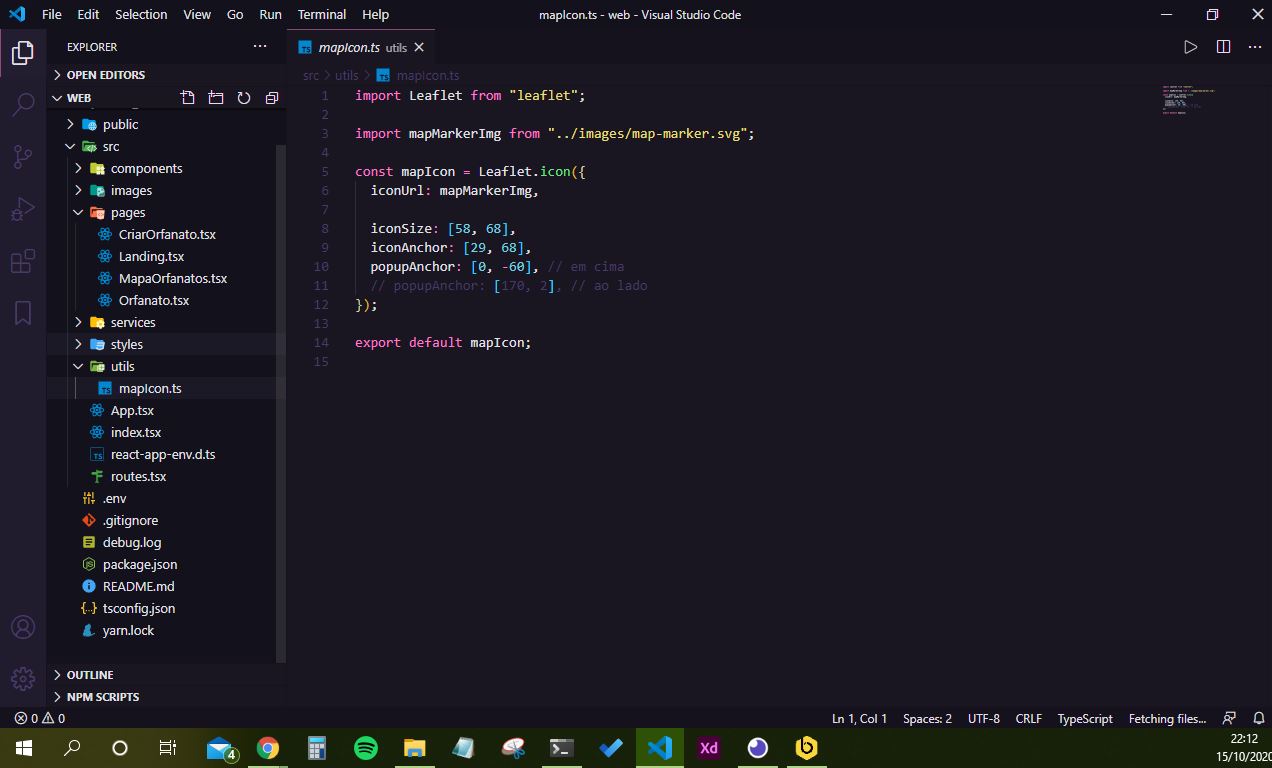 File Edit Selection View Go Run Terminal Help
mapIcon.ts - web - Visual Studio Code
EXPLORER
OPEN EDITORS
WEB
public
src
components
images
pages
CriarOrfanato.tsx
Landing.tsx
MapaOrfanatos.tsx
Orfanato.tsx
services
styles
utils
mapIcon.ts
App.tsx
index.tsx
react-app-env.d.ts
routes.tsx
.env
.gitignore
debug.log
package.json
README.md
tsconfig.json
yarn.lock
OUTLINE
NPM SCRIPTS
TS mapIcon.ts utils
src > utils > TS mapIcon.ts
1 import Leaflet from "leaflet";
2
3 import mapMarkerImg from "../images/map-marker.svg";
4
5 const mapIcon = Leaflet.icon({
6 iconUrl: mapMarkerImg,
7
8 iconSize: [58, 68],
9 iconAnchor: [29, 68],
10 popupAnchor: [0, -60], // em cima
11 // popupAnchor: [170, 2], // ao lado
12 });
13
14 export default mapIcon;
15
0 0
Ln 1, Col 1 Spaces: 2 UTF-8 CRLF TypeScript Fetching files...
4
Xd
22:12
15/10/2020